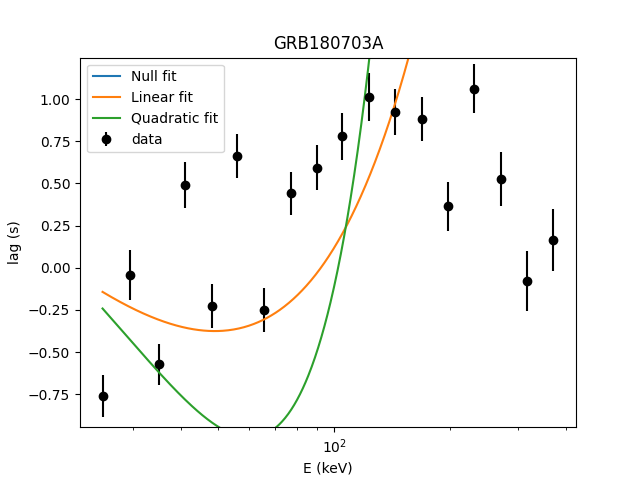 GRB180703A
Null fit
Linear fit
Quadratic fit
data
lag (s)
1.00
0.75
0.50
0.25
0.00
−0.25
−0.50
−0.75
10²
E (keV)